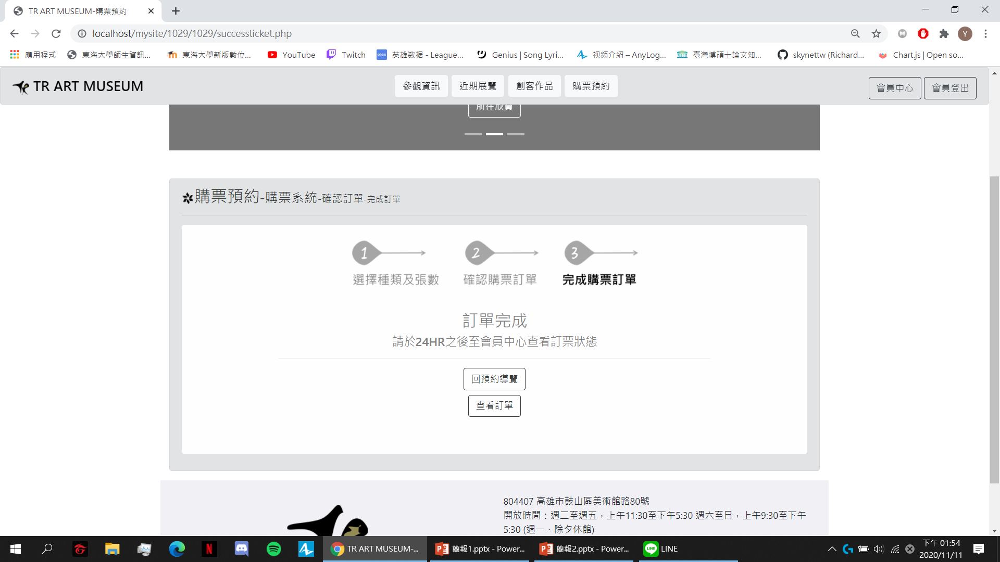 TR ART MUSEUM-購票預約
localhost/mysite/1029/1029/successticket.php
Y
應用程式
東海大學師生資訊...
東海大學新版數位...
YouTube
Twitch
OPGG
英雄数据 - League...
Genius | Song Lyri...
视频介绍 – AnyLog...
臺灣博碩士論文知...
skynettw (Richard...
Chart.js | Open so...
TR ART MUSEUM
參觀資訊
近期展覽
創客作品
購票預約
會員中心
會員登出
前往欣賞
購票預約-購票系統-確認訂單-完成訂單
1
2
3
選擇種類及張數
確認購票訂單
完成購票訂單
訂單完成
請於24HR之後至會員中心查看訂票狀態
回預約導覽
查看訂單
804407 高雄市鼓山區美術館路80號
開放時間：週二至週五，上午11:30至下午5:30 週六至日，上午9:30至下午
5:30 (週一、除夕休館)
TR ART MUSEUM-...
簡報1.pptx - Power...
簡報2.pptx - Power...
LINE
LINE
下午 01:54
2020/11/11